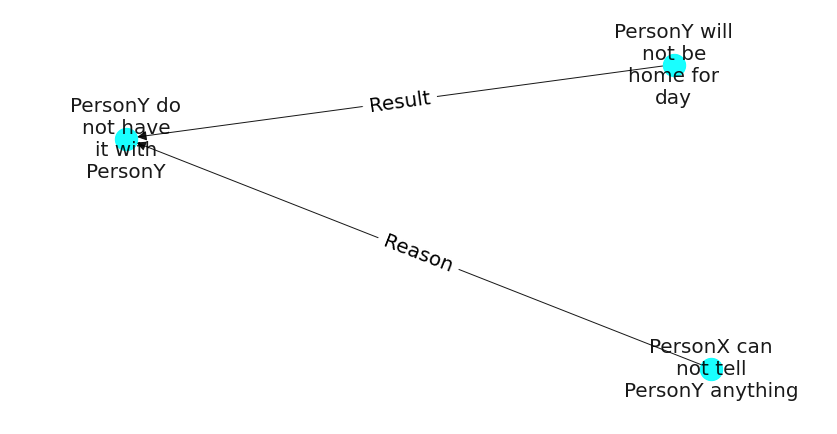 PersonY will
not be
home for
day
Result
PersonY do
not have
it with
PersonY
Reason
PersonX can
not tell
PersonY anything